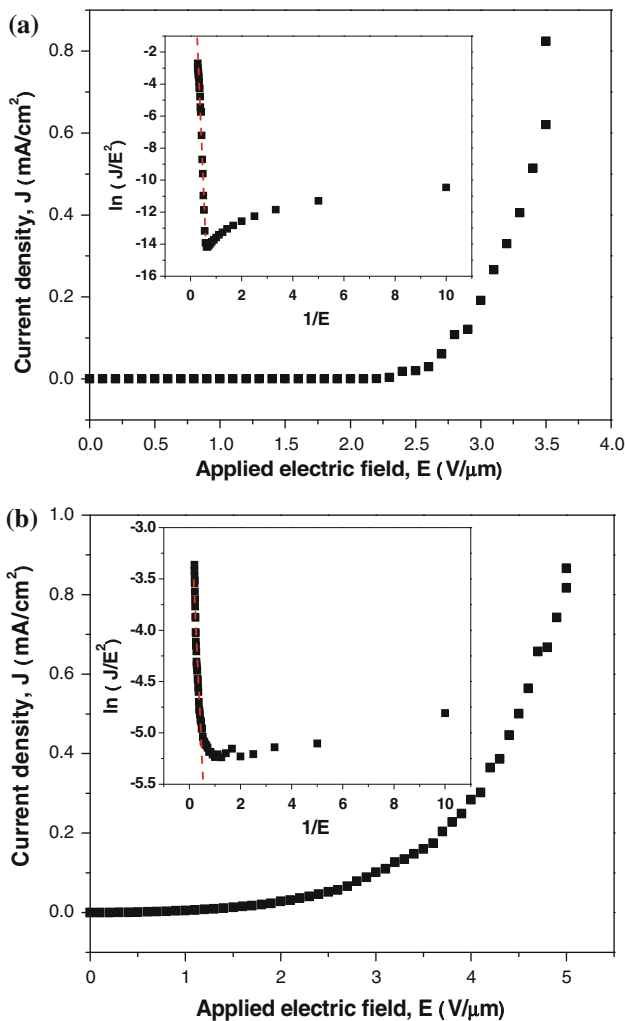 (a)
0.8
0.6
0.4
0.2
0.0
Current density, J (mA/cm²)
-2
-4
-6
-8
-10
-12
-14
-16
ln (J/E²)
0 2 4 6 8 10
1/E
0.0 0.5 1.0 1.5 2.0 2.5 3.0 3.5 4.0
Applied electric field, E (V/μm)
(b)
1.0
0.8
0.6
0.4
0.2
0.0
Current density, J (mA/cm²)
-3.0
-3.5
-4.0
-4.5
-5.0
-5.5
ln (J/E²)
0 2 4 6 8 10
1/E
0 1 2 3 4 5
Applied electric field, E (V/μm)